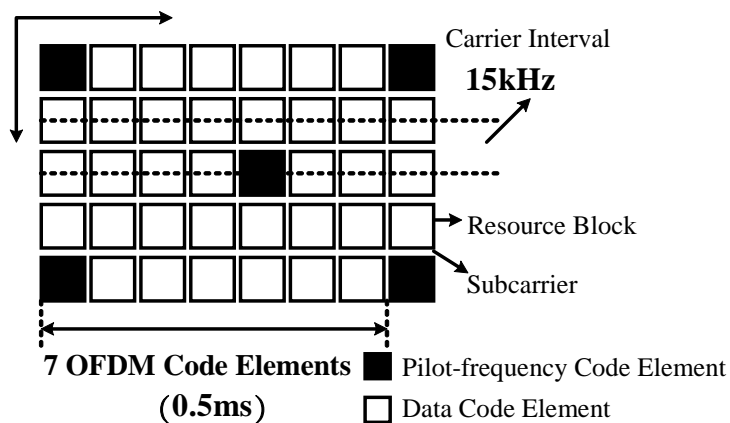 Carrier Interval
15kHz
Resource Block
Subcarrier
7 OFDM Code Elements
(0.5ms)
Pilot-frequency Code Element
Data Code Element